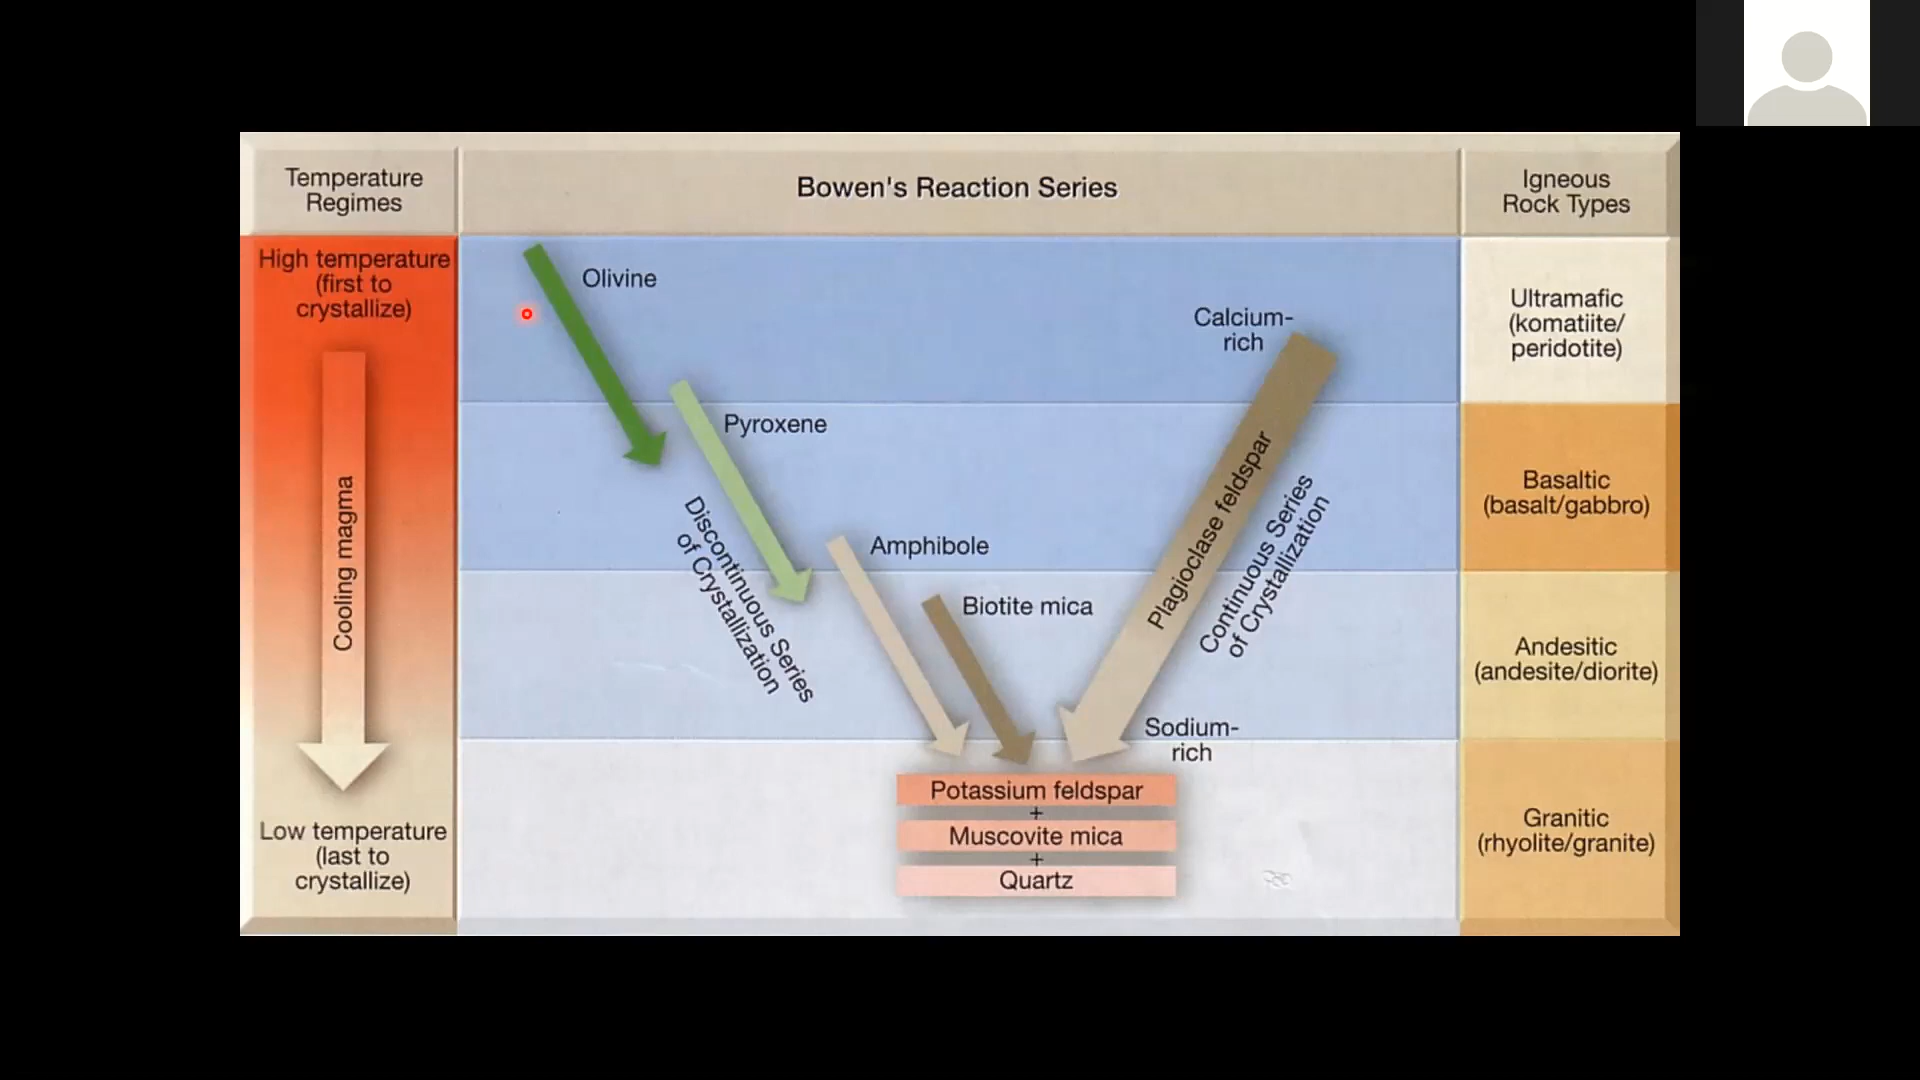 Temperature
Regimes
Bowen's Reaction Series
Igneous
Rock Types
High temperature
(first to
crystallize)
Cooling magma
Low temperature
(last to
crystallize)
Olivine
Pyroxene
Discontinuous Series
of Crystallization
Amphibole
Biotite mica
Calcium-
rich
Plagioclase feldspar
Continuous Series
of Crystallization
Sodium-
rich
Potassium feldspar
+
Muscovite mica
+
Quartz
Ultramafic
(komatiite/
peridotite)
Basaltic
(basalt/gabbro)
Andesitic
(andesite/diorite)
Granitic
(rhyolite/granite)